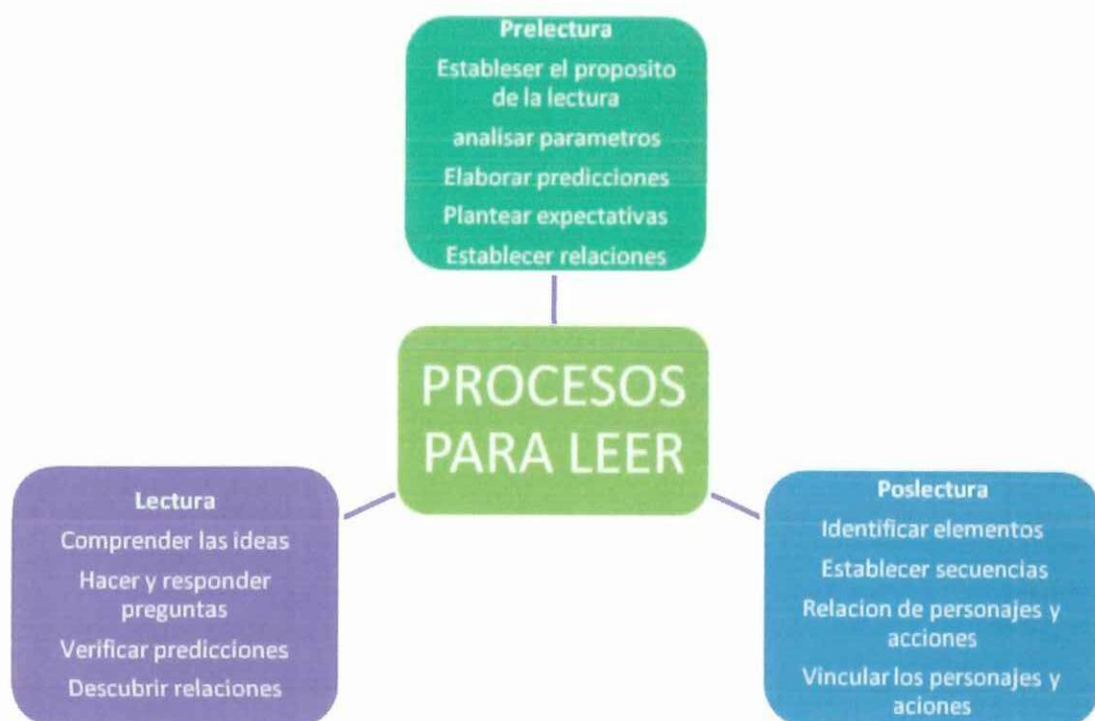 Prelectura
Estableser el proposito
de la lectura
analisar parametros
Elaborar predicciones
Plantear expectativas
Establecer relaciones
PROCESOS
PARA LEER
Lectura
Comprender las ideas
Hacer y responder
preguntas
Verificar predicciones
Descubrir relaciones
Poslectura
Identificar elementos
Establecer secuencias
Relacion de personajes y
acciones
Vincular los personajes y
aciones